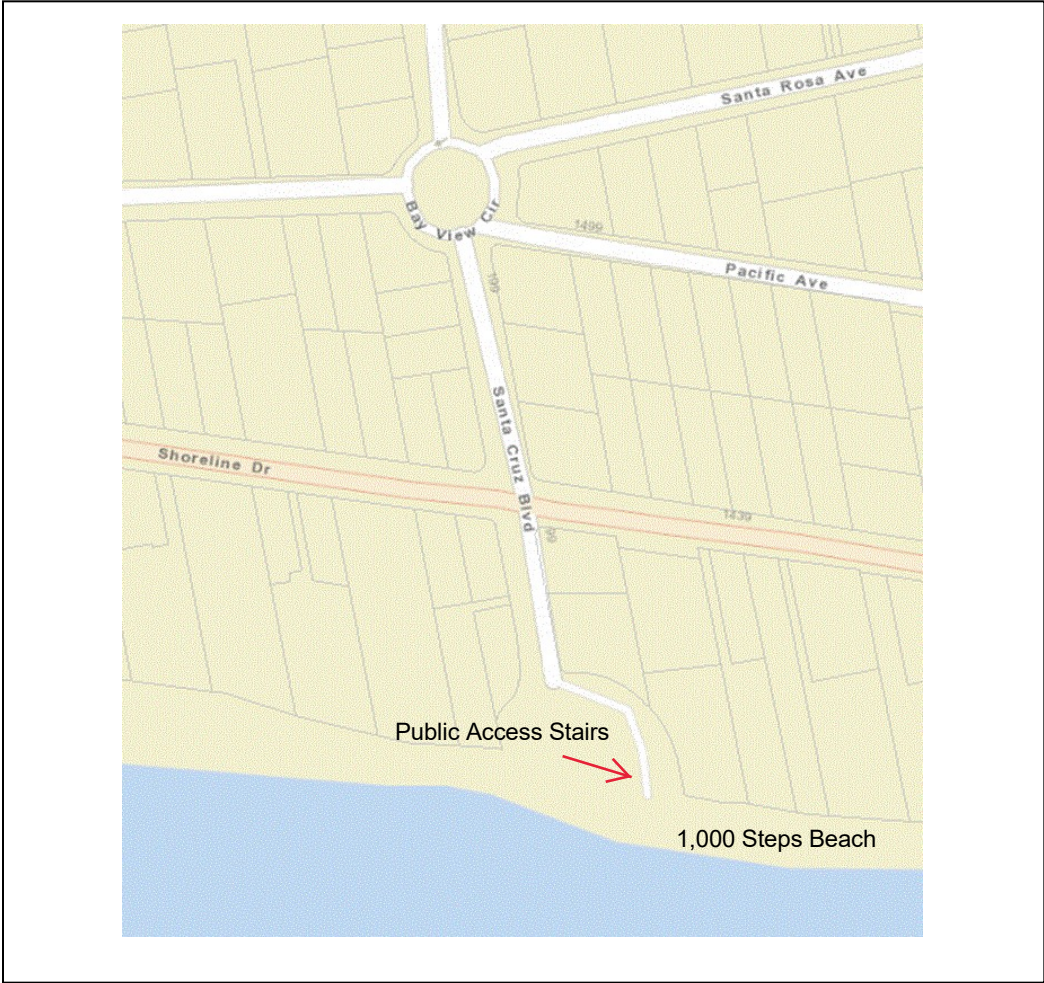 Santa Rosa Ave
Bay View Cir
1499
Pacific Ave
199
Santa Cruz Blvd
Shoreline Dr
1439
99
Public Access Stairs
1,000 Steps Beach